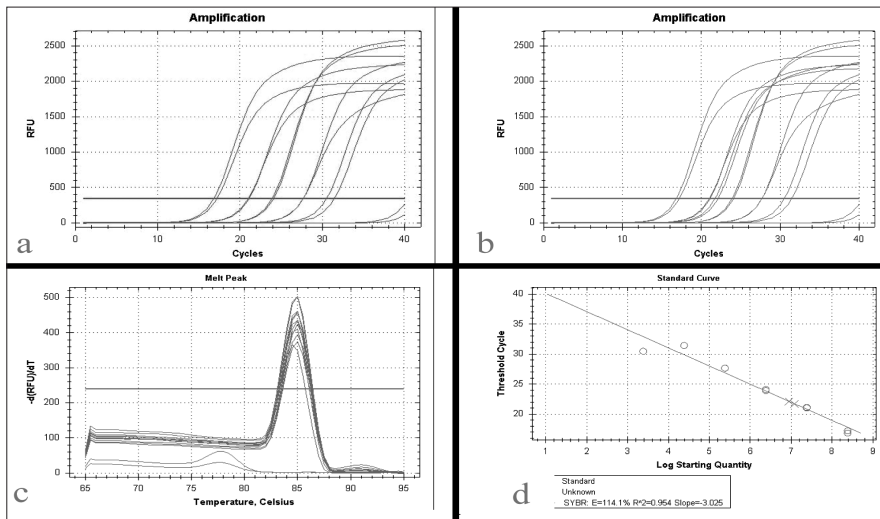 Amplification
2500
2000
1500
1000
500
0
RFU
0
10
20
30
40
Cycles
a
Amplification
2500
2000
1500
1000
500
0
RFU
0
10
20
30
40
Cycles
b
Melt Peak
500
400
300
200
100
0
-d(RFU)/dT
65
70
75
80
85
90
95
Temperature, Celsius
c
Standard Curve
40
35
30
25
20
Threshold Cycle
1
2
3
4
5
6
7
8
9
Log Starting Quantity
Standard
Unknown
SYBR: E=114.1% R^2=0.954 Slope=-3.025
d